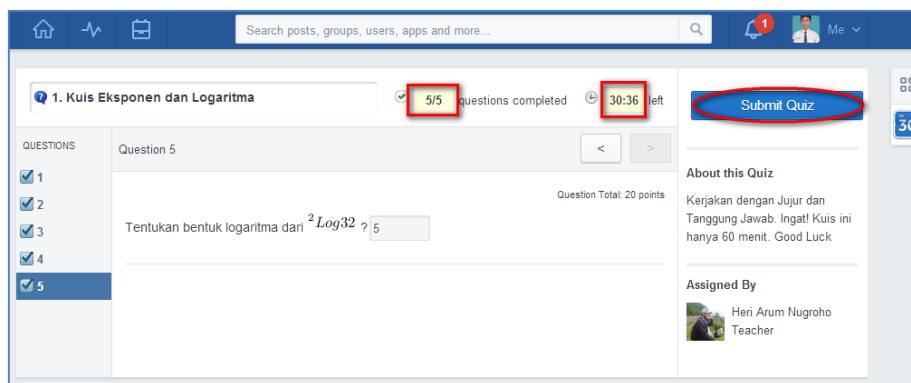 Search posts, groups, users, apps and more...
1
Me
1. Kuis Eksponen dan Logaritma
5/5 questions completed
30:36 left
Submit Quiz
QUESTIONS
Question 5
<
>
1
2
3
4
5
Question Total: 20 points
Tentukan bentuk logaritma dari ²Log32 ? 5
About this Quiz
Kerjakan dengan Jujur dan
Tanggung Jawab. Ingat! Kuis ini
hanya 60 menit. Good Luck
Assigned By
Heri Arum Nugroho
Teacher
30